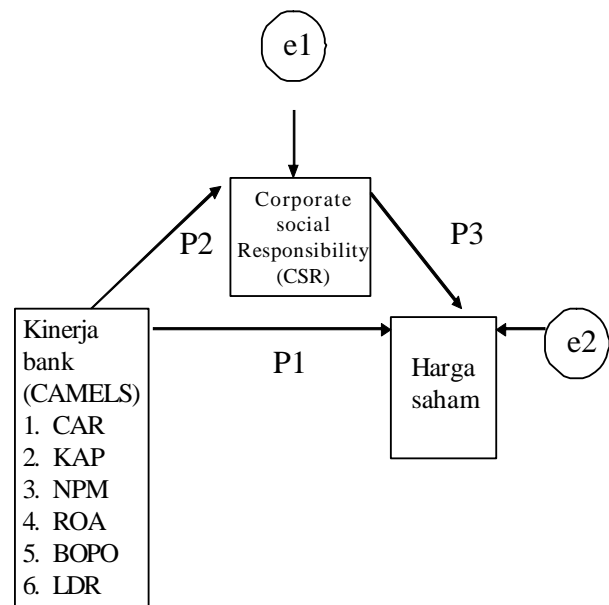 e1
Corporate
social
Responsibility
(CSR)
P2
P3
Kinerja
bank
(CAMELS)
1. CAR
2. KAP
3. NPM
4. ROA
5. BOPO
6. LDR
P1
Harga
saham
e2